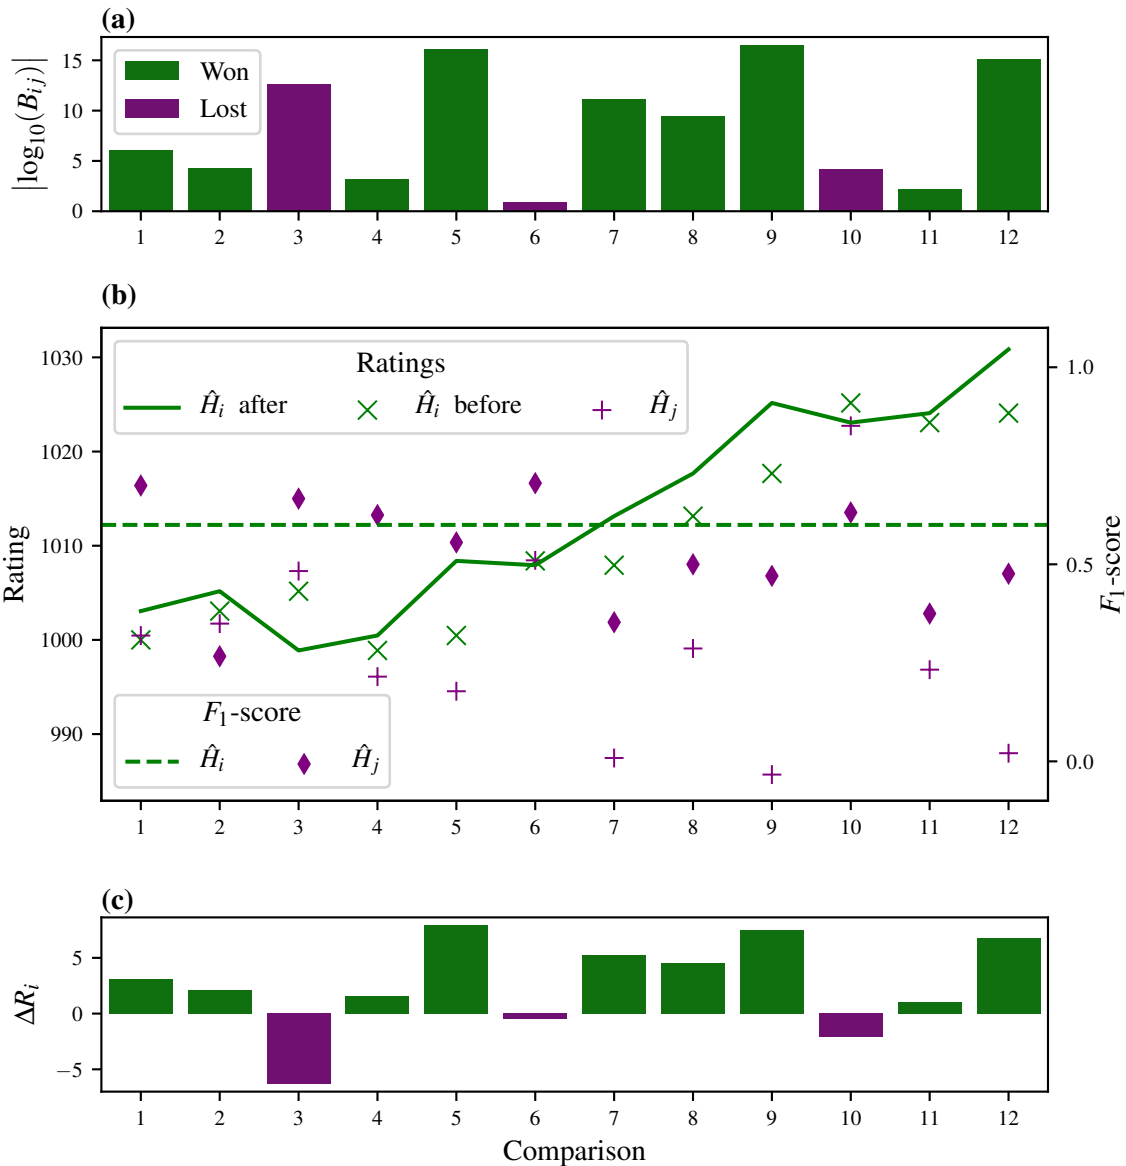 (a)
|log₁₀(Bᵢⱼ)|
15
10
5
0
Won
Lost
1 2 3 4 5 6 7 8 9 10 11 12
(b)
Rating
1030
1020
1010
1000
990
Ratings
Ĥᵢ after Ĥᵢ before Ĥⱼ
F₁-score
Ĥᵢ Ĥⱼ
1.0
0.5
0.0
F₁-score
1 2 3 4 5 6 7 8 9 10 11 12
(c)
ΔRᵢ
5
0
−5
1 2 3 4 5 6 7 8 9 10 11 12
Comparison